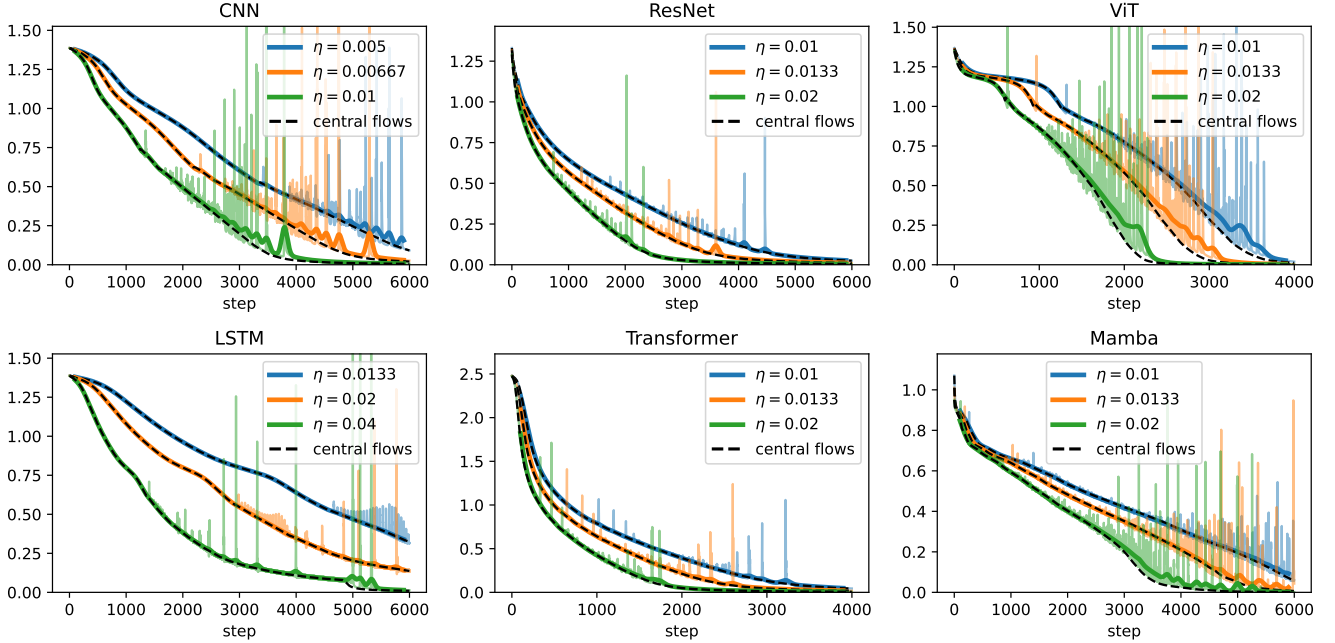 CNN
1.50
1.25
1.00
0.75
0.50
0.25
0.00
0 1000 2000 3000 4000 5000 6000
step
η = 0.005
η = 0.00667
η = 0.01
central flows
ResNet
1.25
1.00
0.75
0.50
0.25
0.00
0 1000 2000 3000 4000 5000 6000
step
η = 0.01
η = 0.0133
η = 0.02
central flows
ViT
1.50
1.25
1.00
0.75
0.50
0.25
0.00
0 1000 2000 3000 4000
step
η = 0.01
η = 0.0133
η = 0.02
central flows
LSTM
1.50
1.25
1.00
0.75
0.50
0.25
0.00
0 1000 2000 3000 4000 5000 6000
step
η = 0.0133
η = 0.02
η = 0.04
central flows
Transformer
2.5
2.0
1.5
1.0
0.5
0.0
0 1000 2000 3000 4000
step
η = 0.01
η = 0.0133
η = 0.02
central flows
Mamba
1.0
0.8
0.6
0.4
0.2
0.0
0 1000 2000 3000 4000 5000 6000
step
η = 0.01
η = 0.0133
η = 0.02
central flows